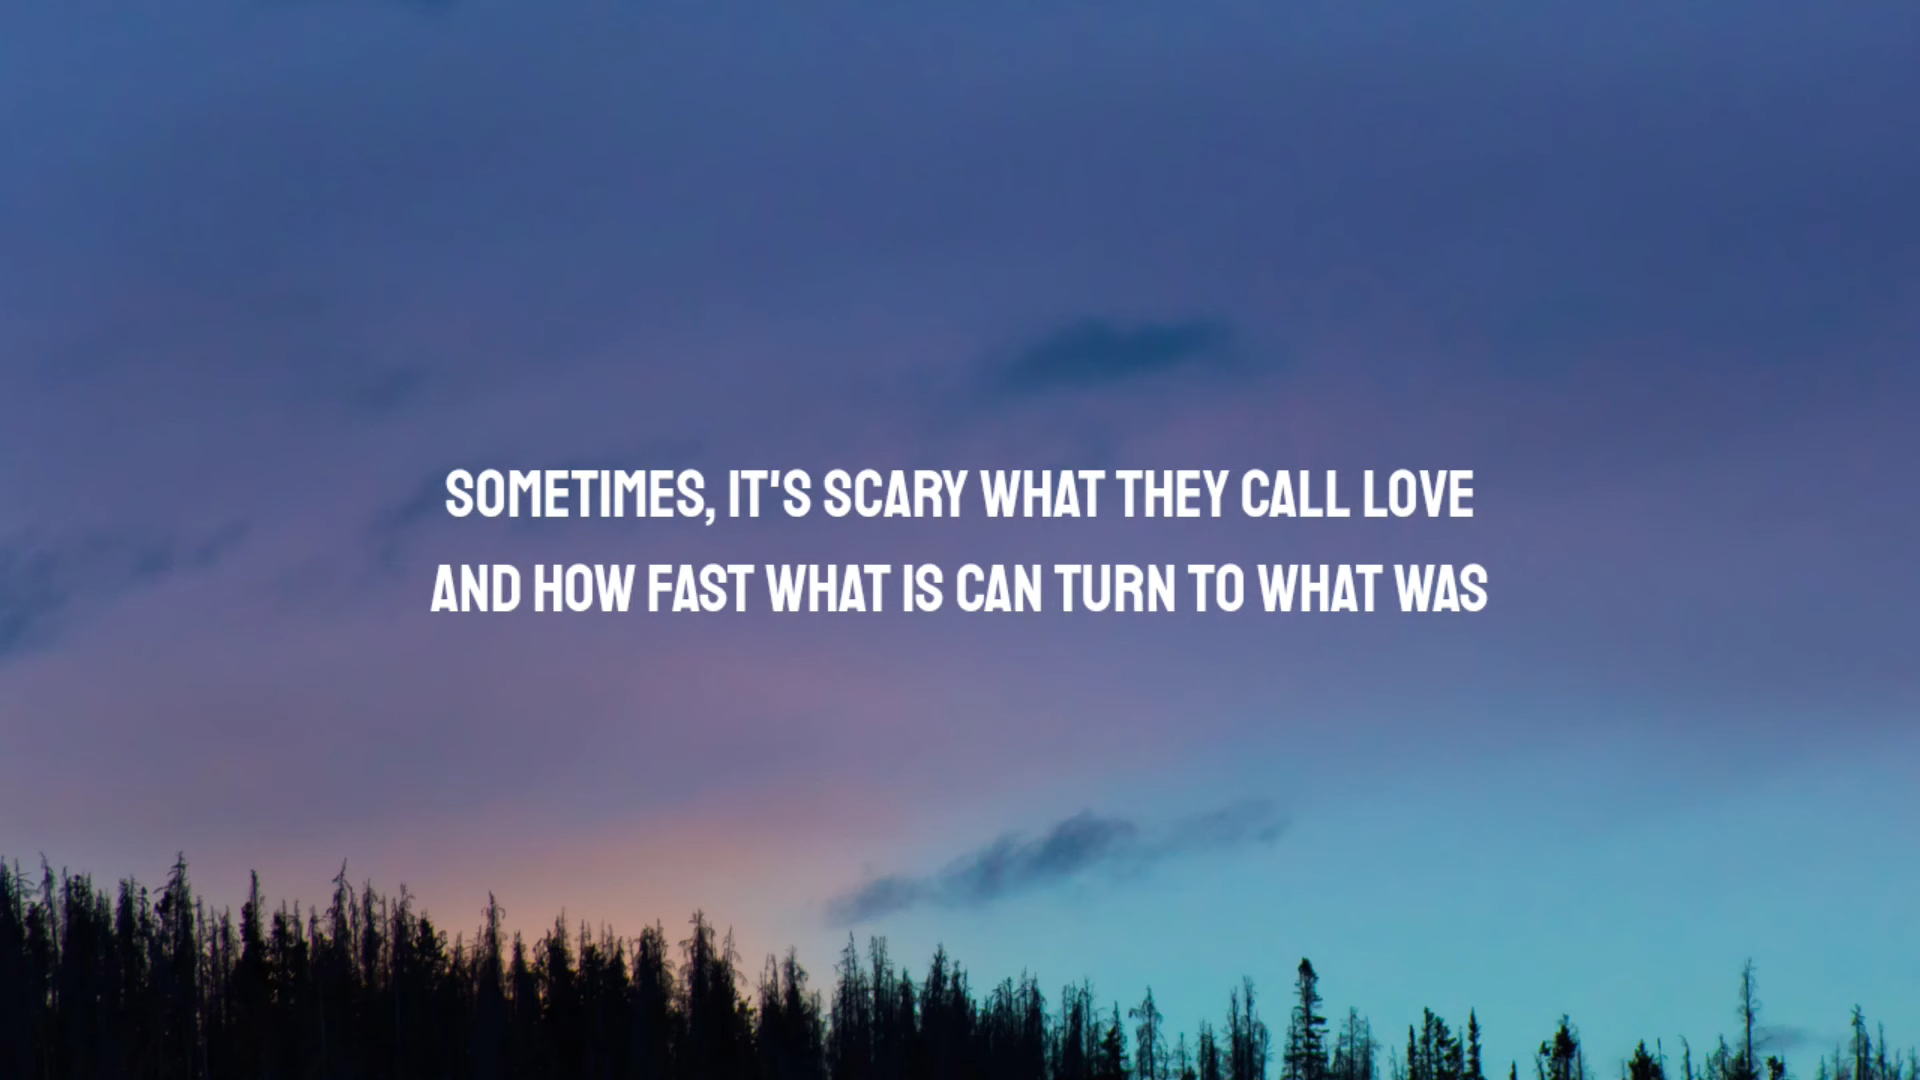 SOMETIMES, IT'S SCARY WHAT THEY CALL LOVE
AND HOW FAST WHAT IS CAN TURN TO WHAT WAS